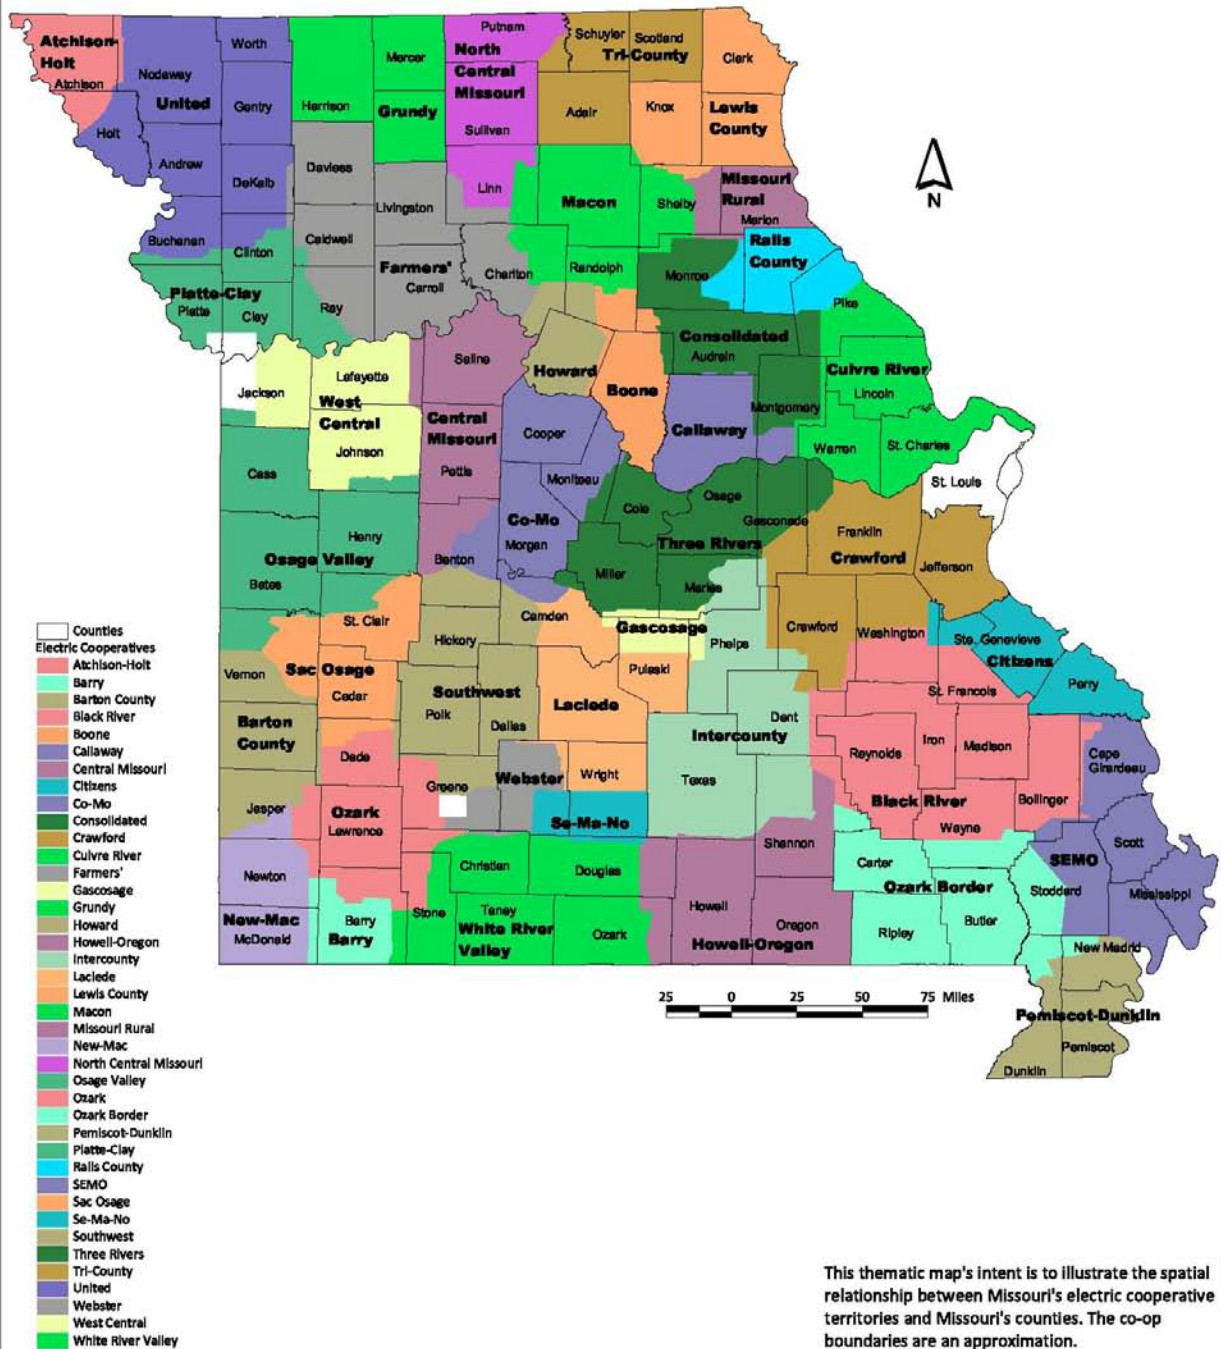 Putnam
Schuyler
Scotland
Atchison-
Holt
Worth
North
Tri-County
Mercer
Clark
Atchison
Nodaway
Central
Missouri
United
Gentry
Harrison
Grundy
Adair
Knox
Lewis
County
Holt
Sullivan
Andrew
Daviess
DeKalb
Linn
Missouri
Rural
Livingston
Macon
Shelby
Marion
Buchanan
Caldwell
Ralls
County
Clinton
Farmers'
Carroll
Chariton
Randolph
Monroe
N
Platte-Clay
Platte
Clay
Ray
Pike
Saline
Consolidated
Audrain
Howard
Boone
Cuivre River
Lincoln
Lafayette
Jackson
West
Central
Johnson
Central
Missouri
Montgomery
Cooper
Callaway
Warren
St. Charles
Cass
Pettis
Moniteau
St. Louis
Osage
Cole
Co-Mo
Gasconade
Henry
Morgan
Three Rivers
Franklin
Crawford
Osage Valley
Benton
Jefferson
Bates
Miller
Maries
St. Clair
Camden
Hickory
Gascosage
Phelps
Crawford
Washington
Ste. Genevieve
Citizens
Vernon
Sac Osage
Cedar
Pulaski
Perry
Southwest
St. Francois
Polk
Dallas
Laclede
Dent
Barton
County
Intercounty
Reynolds
Iron
Madison
Cape
Girardeau
Dade
Webster
Wright
Texas
Greene
Jasper
Ozark
Lawrence
Se-Ma-No
Black River
Bollinger
Wayne
Shannon
Scott
Newton
Christian
Douglas
Carter
SEMO
Ozark Border
Stoddard
Mississippi
New-Mac
McDonald
Barry
Barry
Stone
Taney
White River
Valley
Ozark
Howell
Oregon
Howell-Oregon
Ripley
Butler
New Madrid
25 0 25 50 75 Miles
Pemiscot-Dunklin
Pemiscot
Dunklin
Counties
Electric Cooperatives
Atchison-Holt
Barry
Barton County
Black River
Boone
Callaway
Central Missouri
Citizens
Co-Mo
Consolidated
Crawford
Cuivre River
Farmers'
Gascosage
Grundy
Howard
Howell-Oregon
Intercounty
Laclede
Lewis County
Macon
Missouri Rural
New-Mac
North Central Missouri
Osage Valley
Ozark
Ozark Border
Pemiscot-Dunklin
Platte-Clay
Ralls County
SEMO
Sac Osage
Se-Ma-No
Southwest
Three Rivers
Tri-County
United
Webster
West Central
White River Valley
This thematic map's intent is to illustrate the spatial
relationship between Missouri's electric cooperative
territories and Missouri's counties. The co-op
boundaries are an approximation.